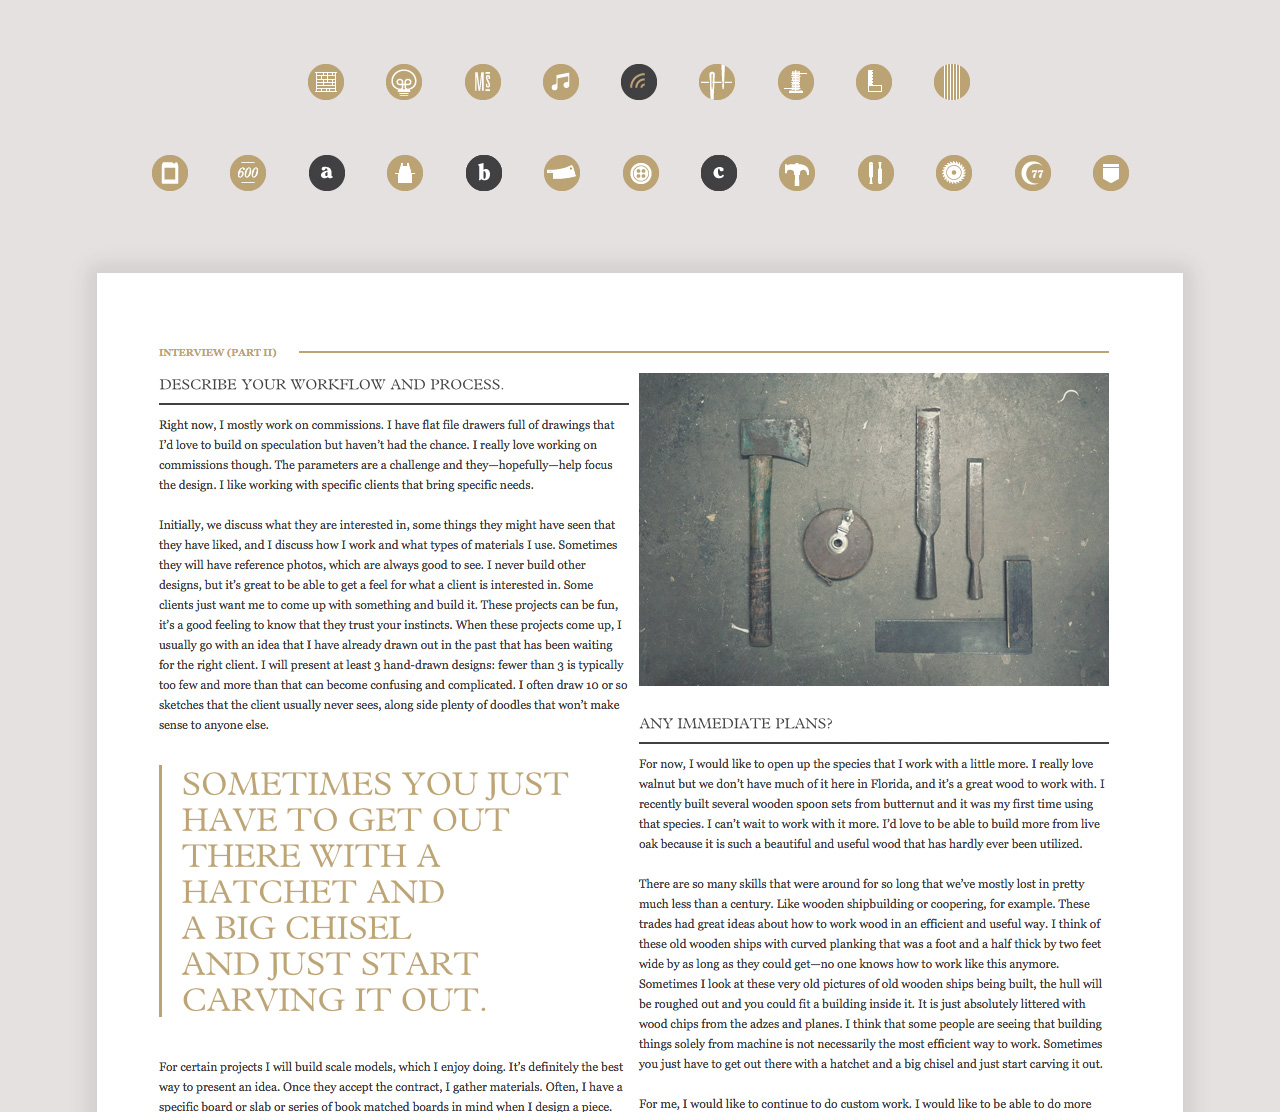 Ms
600
a
b
c
77
INTERVIEW (PART II)
DESCRIBE YOUR WORKFLOW AND PROCESS.
Right now, I mostly work on commissions. I have flat file drawers full of drawings that
I’d love to build on speculation but haven’t had the chance. I really love working on
commissions though. The parameters are a challenge and they—hopefully—help focus
the design. I like working with specific clients that bring specific needs.
Initially, we discuss what they are interested in, some things they might have seen that
they have liked, and I discuss how I work and what types of materials I use. Sometimes
they will have reference photos, which are always good to see. I never build other
designs, but it’s great to be able to get a feel for what a client is interested in. Some
clients just want me to come up with something and build it. These projects can be fun,
it’s a good feeling to know that they trust your instincts. When these projects come up, I
usually go with an idea that I have already drawn out in the past that has been waiting
for the right client. I will present at least 3 hand-drawn designs: fewer than 3 is typically
too few and more than that can become confusing and complicated. I often draw 10 or so
sketches that the client usually never sees, along side plenty of doodles that won’t make
sense to anyone else.
SOMETIMES YOU JUST
HAVE TO GET OUT
THERE WITH A
HATCHET AND
A BIG CHISEL
AND JUST START
CARVING IT OUT.
For certain projects I will build scale models, which I enjoy doing. It’s definitely the best
way to present an idea. Once they accept the contract, I gather materials. Often, I have a
specific board or slab or series of book matched boards in mind when I design a piece.
ANY IMMEDIATE PLANS?
For now, I would like to open up the species that I work with a little more. I really love
walnut but we don’t have much of it here in Florida, and it’s a great wood to work with. I
recently built several wooden spoon sets from butternut and it was my first time using
that species. I can’t wait to work with it more. I’d love to be able to build more from live
oak because it is such a beautiful and useful wood that has hardly ever been utilized.
There are so many skills that were around for so long that we’ve mostly lost in pretty
much less than a century. Like wooden shipbuilding or coopering, for example. These
trades had great ideas about how to work wood in an efficient and useful way. I think of
these old wooden ships with curved planking that was a foot and a half thick by two feet
wide by as long as they could get—no one knows how to work like this anymore.
Sometimes I look at these very old pictures of old wooden ships being built, the hull will
be roughed out and you could fit a building inside it. It is just absolutely littered with
wood chips from the adzes and planes. I think that some people are seeing that building
things solely from machine is not necessarily the most efficient way to work. Sometimes
you just have to get out there with a hatchet and a big chisel and just start carving it out.
For me, I would like to continue to do custom work. I would like to be able to do more